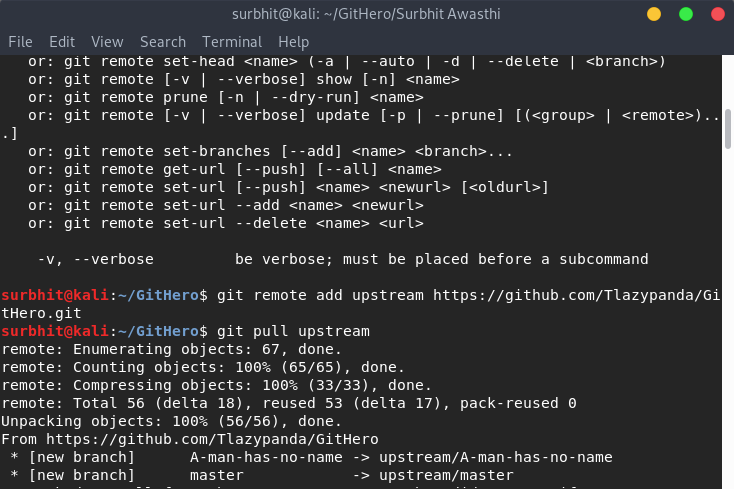 surbhit@kali: ~/GitHero/Surbhit Awasthi
File Edit View Search Terminal Help
or: git remote set-head <name> (-a | --auto | -d | --delete | <branch>)
or: git remote [-v | --verbose] show [-n] <name>
or: git remote prune [-n | --dry-run] <name>
or: git remote [-v | --verbose] update [-p | --prune] [(<group> | <remote>)..
.]
or: git remote set-branches [--add] <name> <branch>...
or: git remote get-url [--push] [--all] <name>
or: git remote set-url [--push] <name> <newurl> [<oldurl>]
or: git remote set-url --add <name> <newurl>
or: git remote set-url --delete <name> <url>
-v, --verbose         be verbose; must be placed before a subcommand
surbhit@kali:~/GitHero$ git remote add upstream https://github.com/Tlazypanda/Gi
tHero.git
surbhit@kali:~/GitHero$ git pull upstream
remote: Enumerating objects: 67, done.
remote: Counting objects: 100% (65/65), done.
remote: Compressing objects: 100% (33/33), done.
remote: Total 56 (delta 18), reused 53 (delta 17), pack-reused 0
Unpacking objects: 100% (56/56), done.
From https://github.com/Tlazypanda/GitHero
* [new branch]      A-man-has-no-name -> upstream/A-man-has-no-name
* [new branch]      master            -> upstream/master